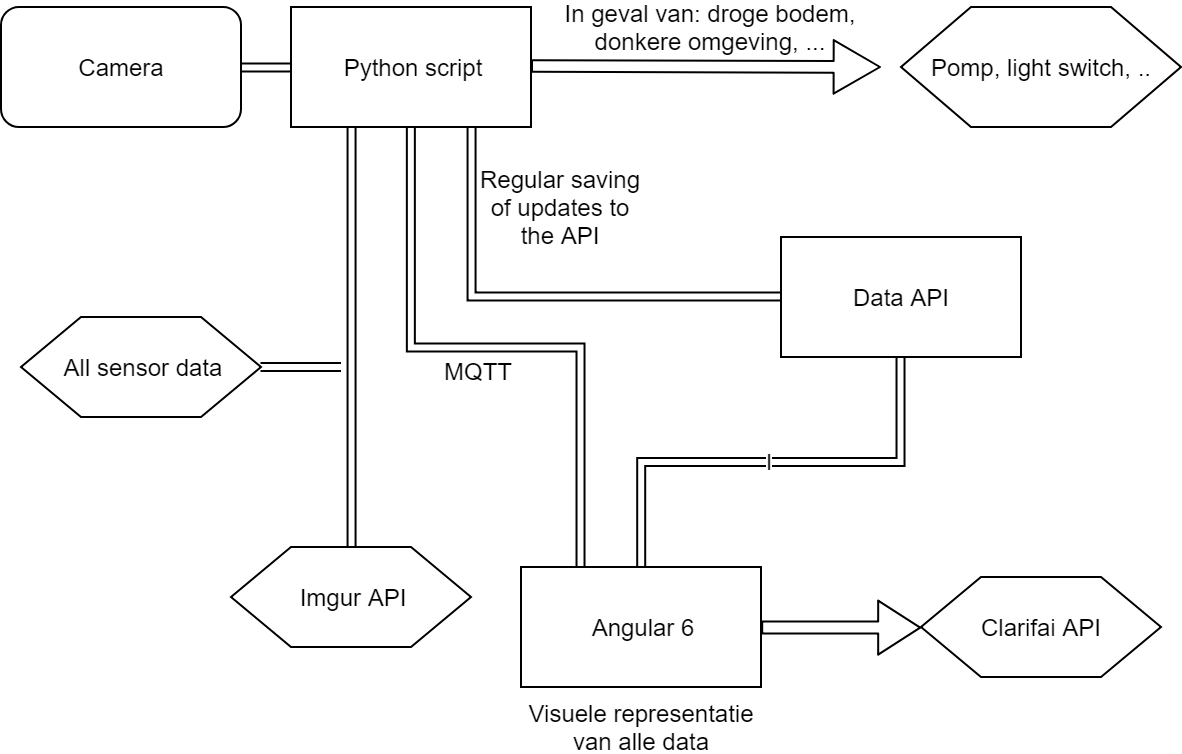 In geval van: droge bodem,
donkere omgeving, ...
Camera
Python script
Pomp, light switch, ..
Regular saving
of updates to
the API
Data API
All sensor data
MQTT
Imgur API
Angular 6
Clarifai API
Visuele representatie
van alle data